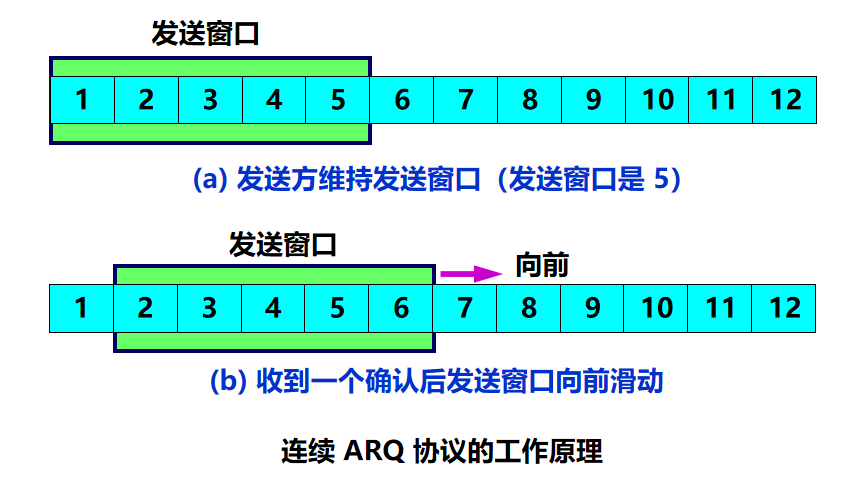 发送窗口
1 2 3 4 5 6 7 8 9 10 11 12
(a) 发送方维持发送窗口（发送窗口是 5）
发送窗口
向前
1 2 3 4 5 6 7 8 9 10 11 12
(b) 收到一个确认后发送窗口向前滑动
连续 ARQ 协议的工作原理